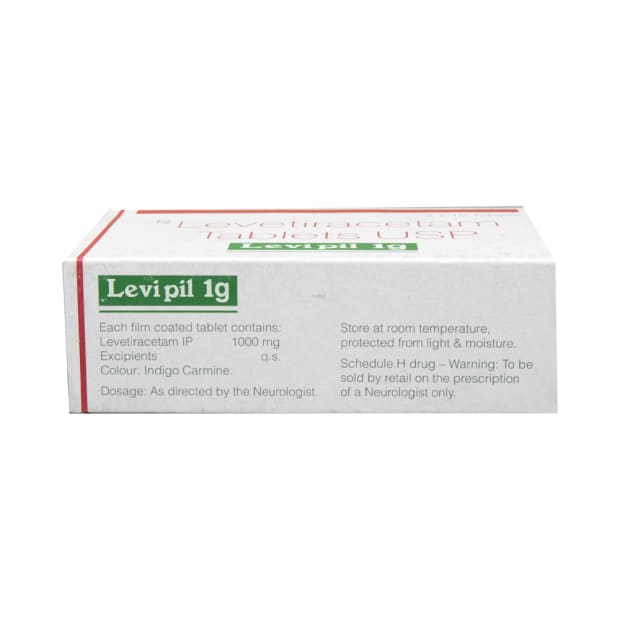 Levetiracetam
Tablets USP
Levipil 1g
Levipil 1g
Each film coated tablet contains:
Levetiracetam IP 1000 mg
Excipients q.s.
Colour: Indigo Carmine.
Dosage: As directed by the Neurologist.
Store at room temperature,
protected from light & moisture.
Schedule H drug – Warning: To be
sold by retail on the prescription
of a Neurologist only.